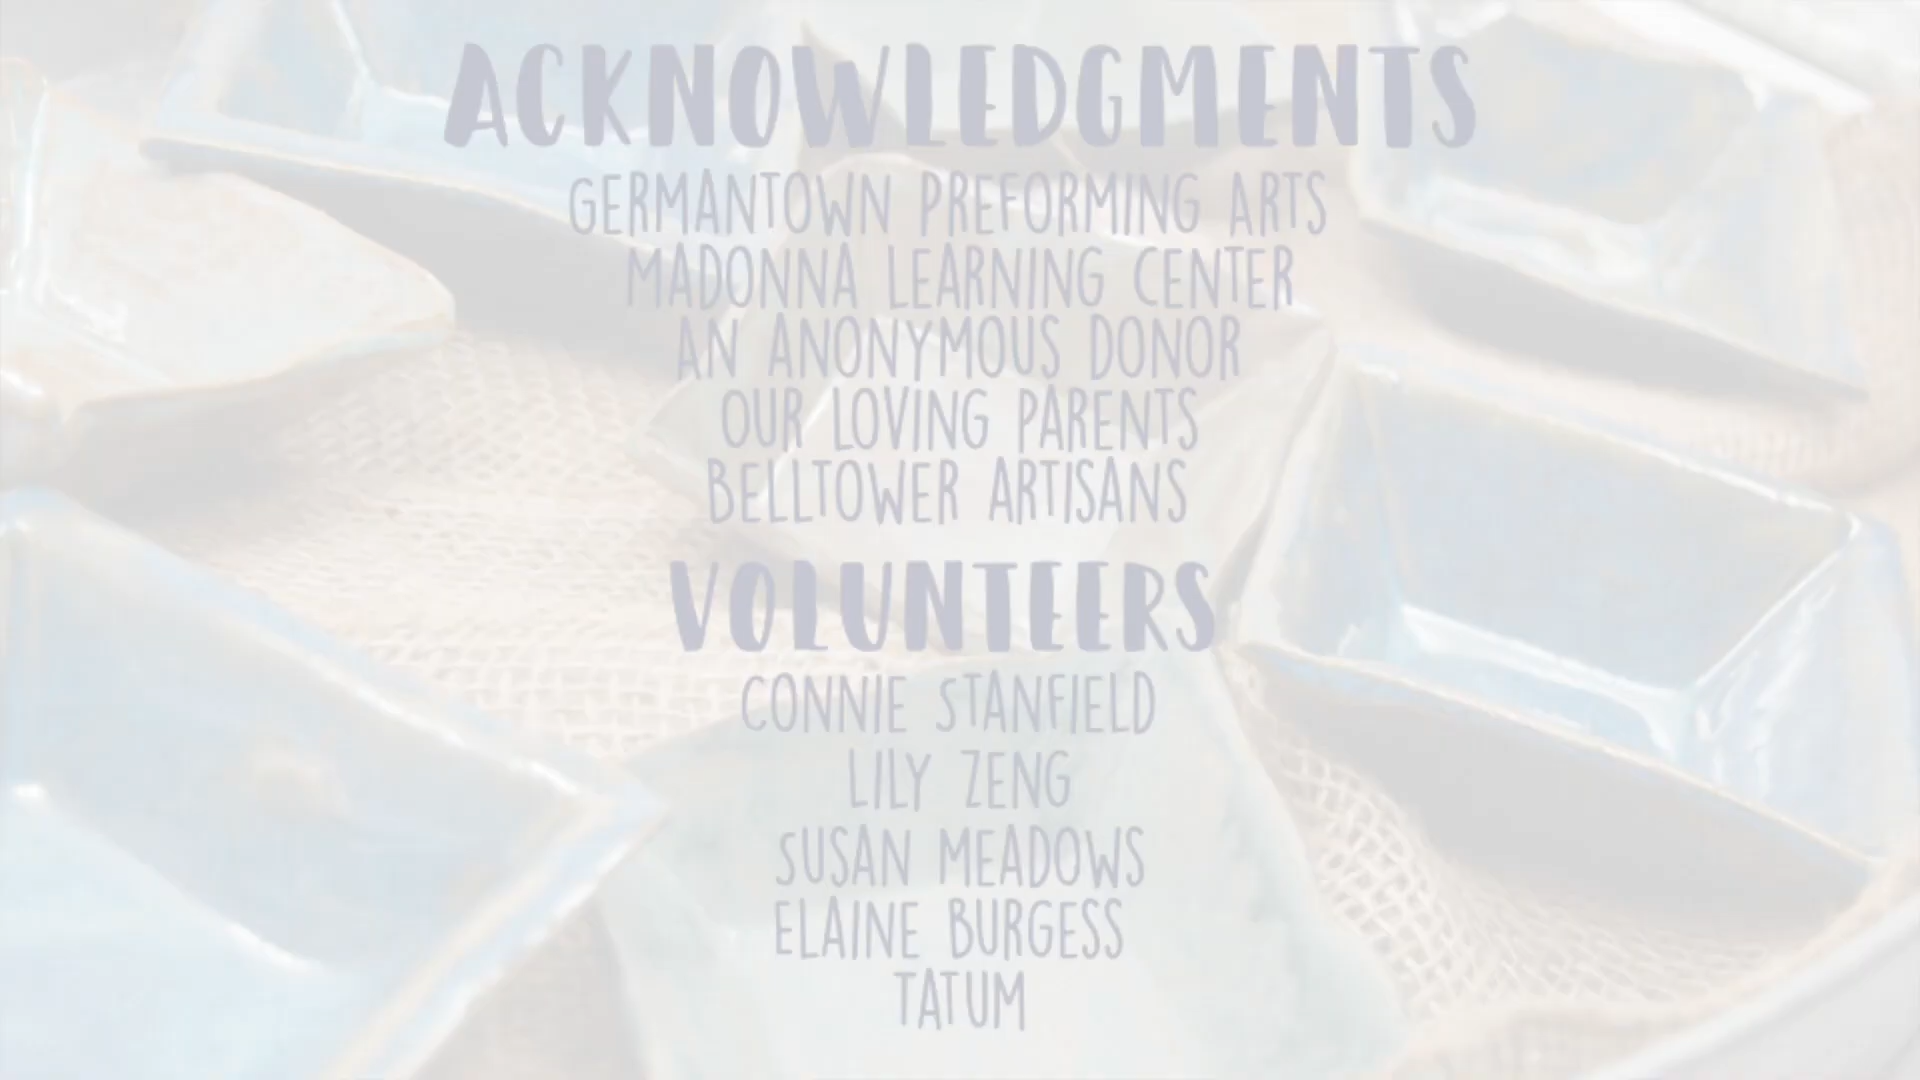 ACKNOWLEDGMENTS
GERMANTOWN PREFORMING ARTS
MADONNA LEARNING CENTER
AN ANONYMOUS DONOR
OUR LOVING PARENTS
BELLTOWER ARTISANS
VOLUNTEERS
CONNIE STANFIELD
LILY ZENG
SUSAN MEADOWS
ELAINE BURGESS
TATUM